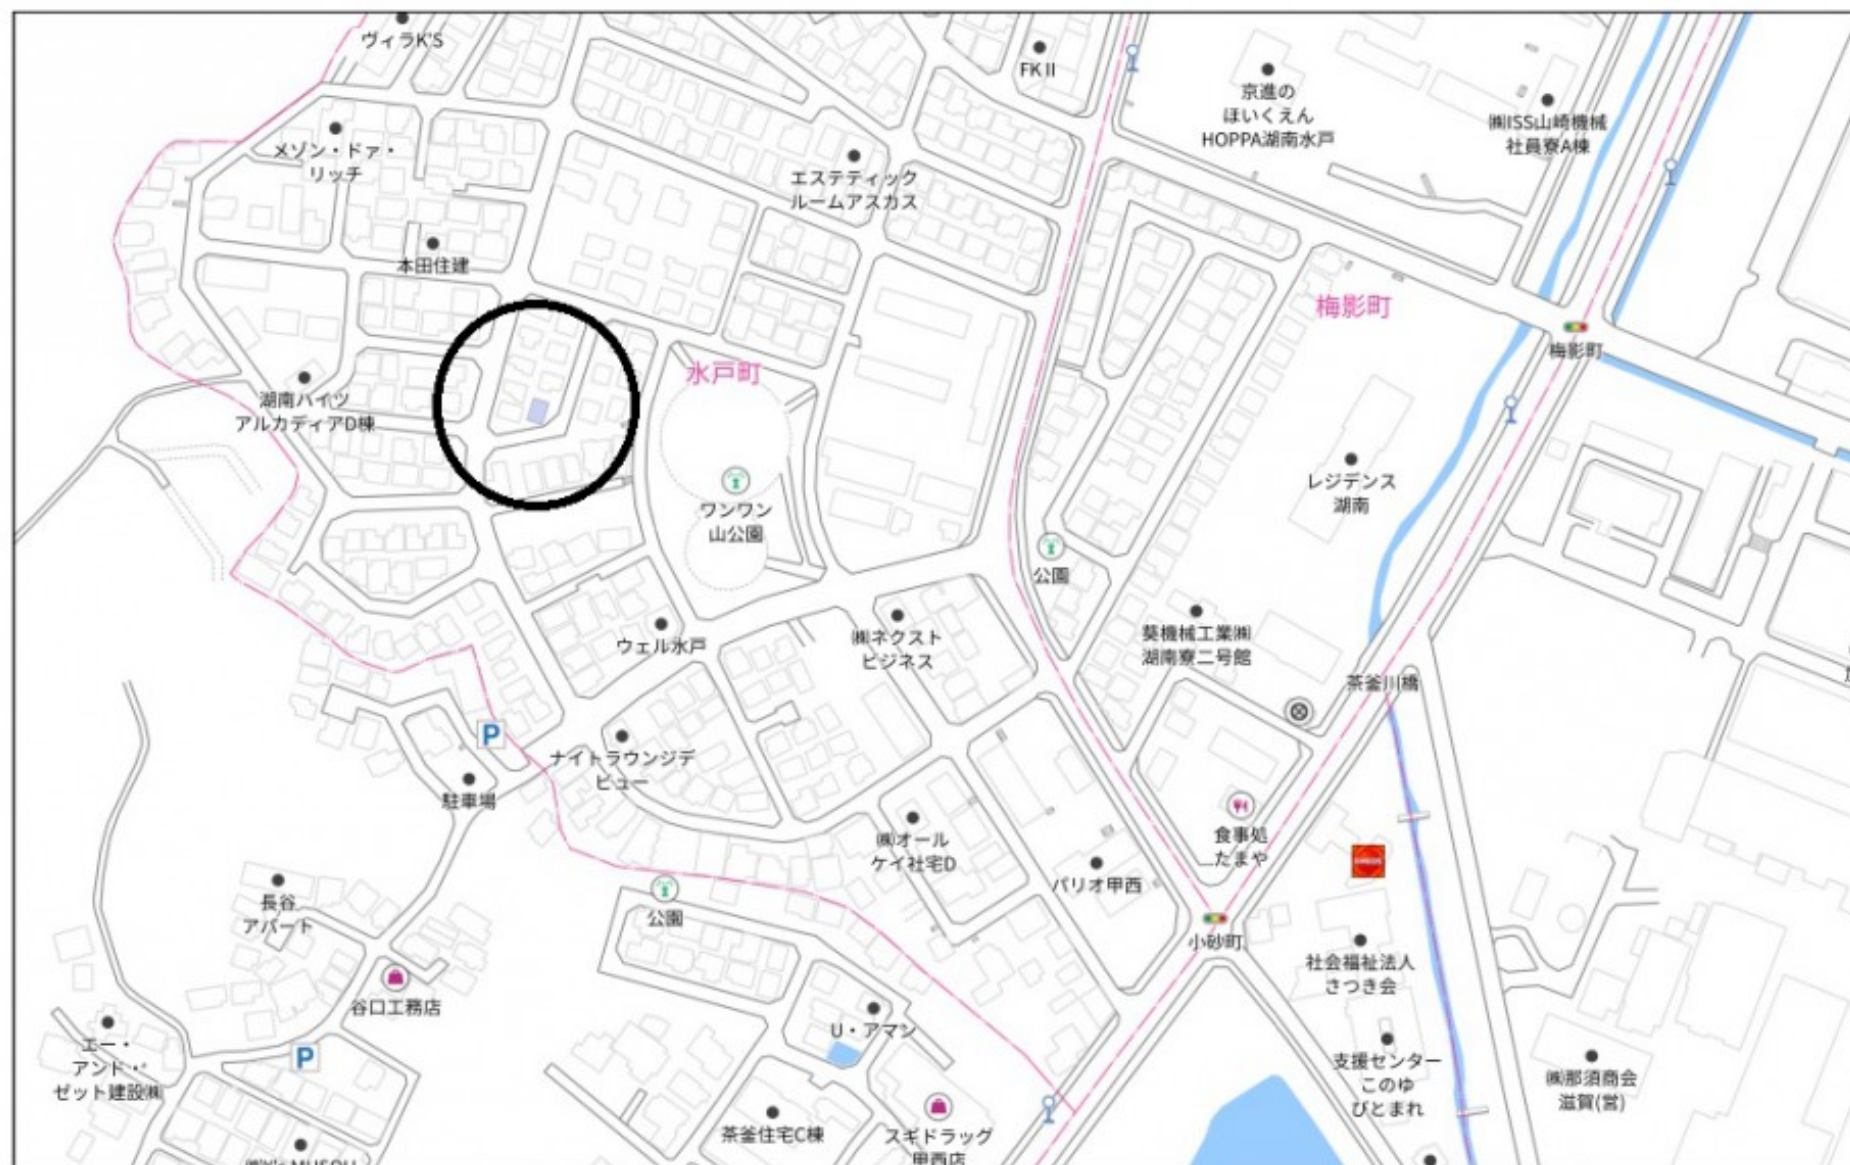 ヴィラK'S
FKⅡ
京進の
ほいくえん
HOPPA湖南水戸
㈱ISS山崎機械
社員寮A棟
メゾン・ドァ・
リッチ
エステティック
ルームアスカス
本田住建
梅影町
梅影町
水戸町
湖南ハイツ
アルカディアD棟
レジデンス
湖南
ワンワン
山公園
公園
ウェル水戸
㈱ネクスト
ビジネス
葵機械工業㈱
湖南寮二号館
茶釜川橋
P
ナイトラウンジデ
ビュー
駐車場
食事処
たまや
㈱オール
ケイ社宅D
パリオ甲西
ENEOS
長谷
アパート
公園
小砂町
社会福祉法人
さつき会
谷口工務店
U・アマン
エー・
アンド・
ゼット建設㈱
P
支援センター
このゆ
びとまれ
㈱那須商会
滋賀(営)
茶釜住宅C棟
スギドラッグ
甲西店